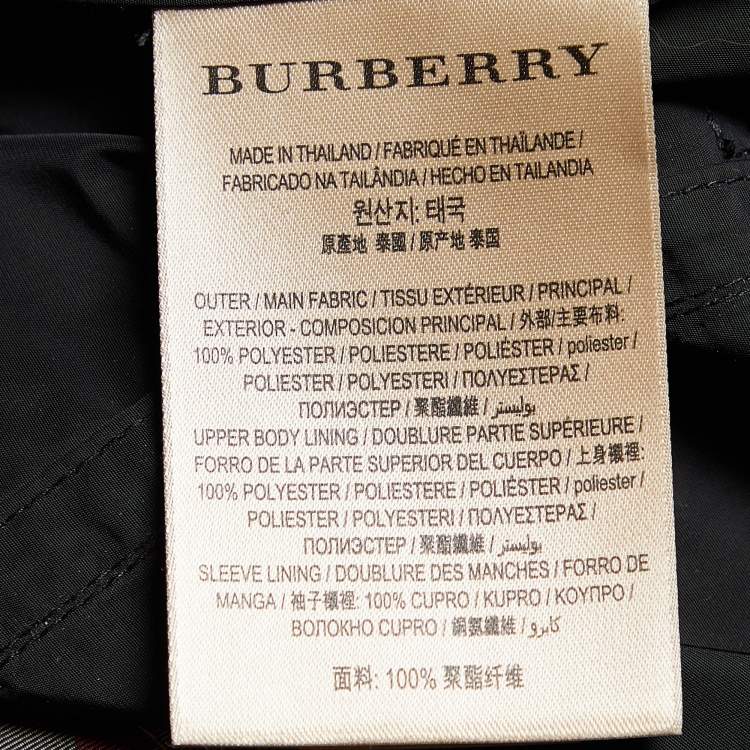 BURBERRY
MADE IN THAILAND / FABRIQUÉ EN THAÏLANDE /
FABRICADO NA TAILÂNDIA / HECHO EN TAILANDIA
원산지: 태국
原產地 泰國 / 原产地 泰国
OUTER / MAIN FABRIC / TISSU EXTÉRIEUR / PRINCIPAL /
EXTERIOR - COMPOSICION PRINCIPAL / 外部/主要布料:
100% POLYESTER / POLIESTERE / POLIÉSTER / poliester /
POLIESTER / POLYESTERI / ΠΟΛΥΕΣΤΕΡΑΣ /
ПОЛИЭСТЕР / 聚酯纖維 / بوليستر
UPPER BODY LINING / DOUBLURE PARTIE SUPÉRIEURE /
FORRO DE LA PARTE SUPERIOR DEL CUERPO / 上身襯裡:
100% POLYESTER / POLIESTERE / POLIÉSTER / poliester /
POLIESTER / POLYESTERI / ΠΟΛΥΕΣΤΕΡΑΣ /
ПОЛИЭСТЕР / 聚酯纖維 / بوليستر
SLEEVE LINING / DOUBLURE DES MANCHES / FORRO DE
MANGA / 袖子襯裡: 100% CUPRO / KUPRO / ΚΟΥΠΡΟ /
ВОЛОКНО CUPRO / 銅氨纖維 / كابرو
面料: 100% 聚酯纤维